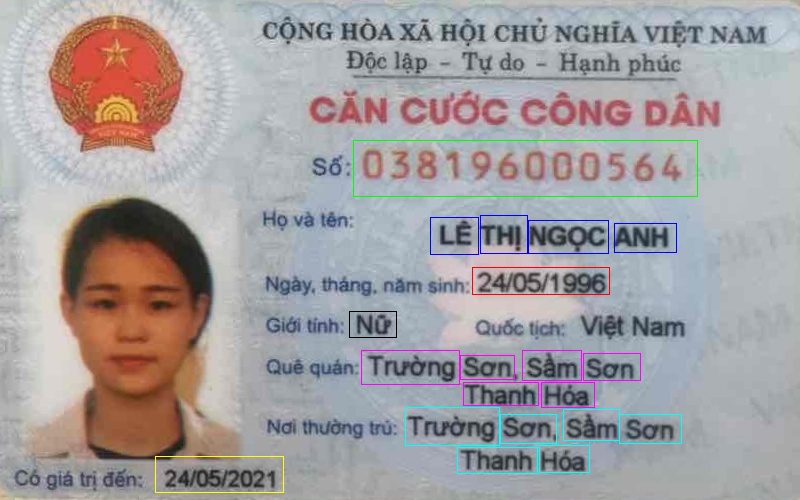 CỘNG HÒA XÃ HỘI CHỦ NGHĨA VIỆT NAM
Độc lập - Tự do - Hạnh phúc
CĂN CƯỚC CÔNG DÂN
Số: 038196000564
Họ và tên: LÊ THỊ NGỌC ANH
Ngày, tháng, năm sinh: 24/05/1996
Giới tính: Nữ Quốc tịch: Việt Nam
Quê quán: Trường Sơn, Sầm Sơn
Thanh Hóa
Nơi thường trú: Trường Sơn, Sầm Sơn
Thanh Hóa
Có giá trị đến: 24/05/2021